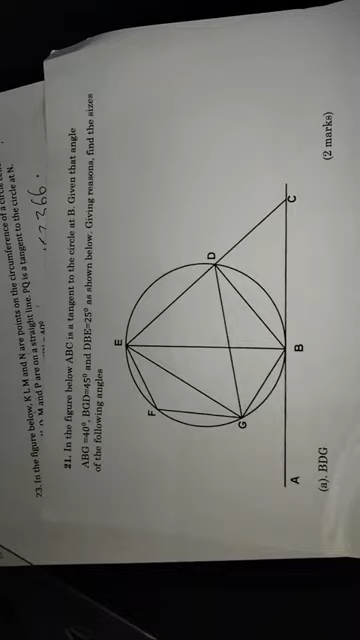 23. In the figure below, K L M and N are points on the circumference of a circle
M and P are on a straight line. PQ is a tangent to the circle at N.
21. In the figure below ABC is a tangent to the circle at B. Given that angle
ABG =40⁰, BGD=45⁰ and DBE=25⁰ as shown below. Giving reasons, find the sizes
of the following angles
E
D
C
F
G
B
A
(a). BDG
(2 marks)